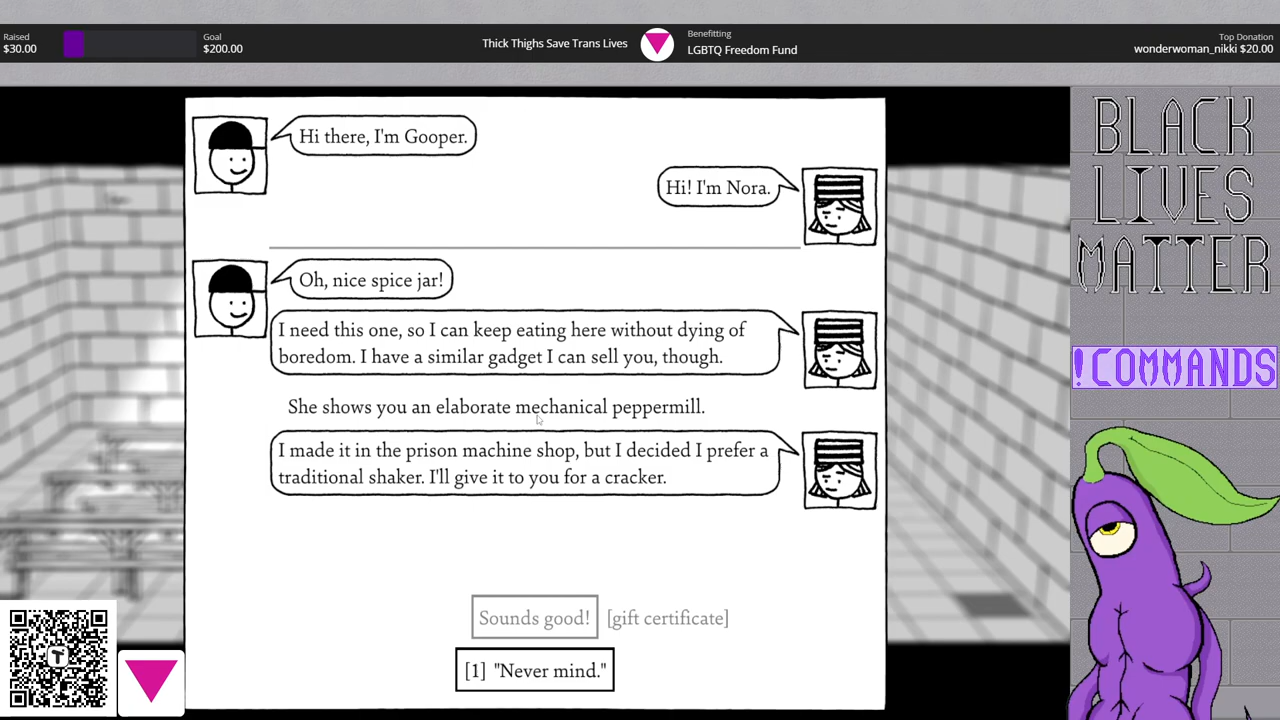 Raised
$30.00
Goal
$200.00
Thick Thighs Save Trans Lives
Benefitting
LGBTQ Freedom Fund
Top Donation
wonderwoman_nikki $20.00
Hi there, I'm Gooper.
Hi! I'm Nora.
Oh, nice spice jar!
I need this one, so I can keep eating here without dying of
boredom. I have a similar gadget I can sell you, though.
She shows you an elaborate mechanical peppermill.
I made it in the prison machine shop, but I decided I prefer a
traditional shaker. I'll give it to you for a cracker.
Sounds good! [gift certificate]
[1] "Never mind."
BLACK
LIVES
MATTER
!COMMANDS
T